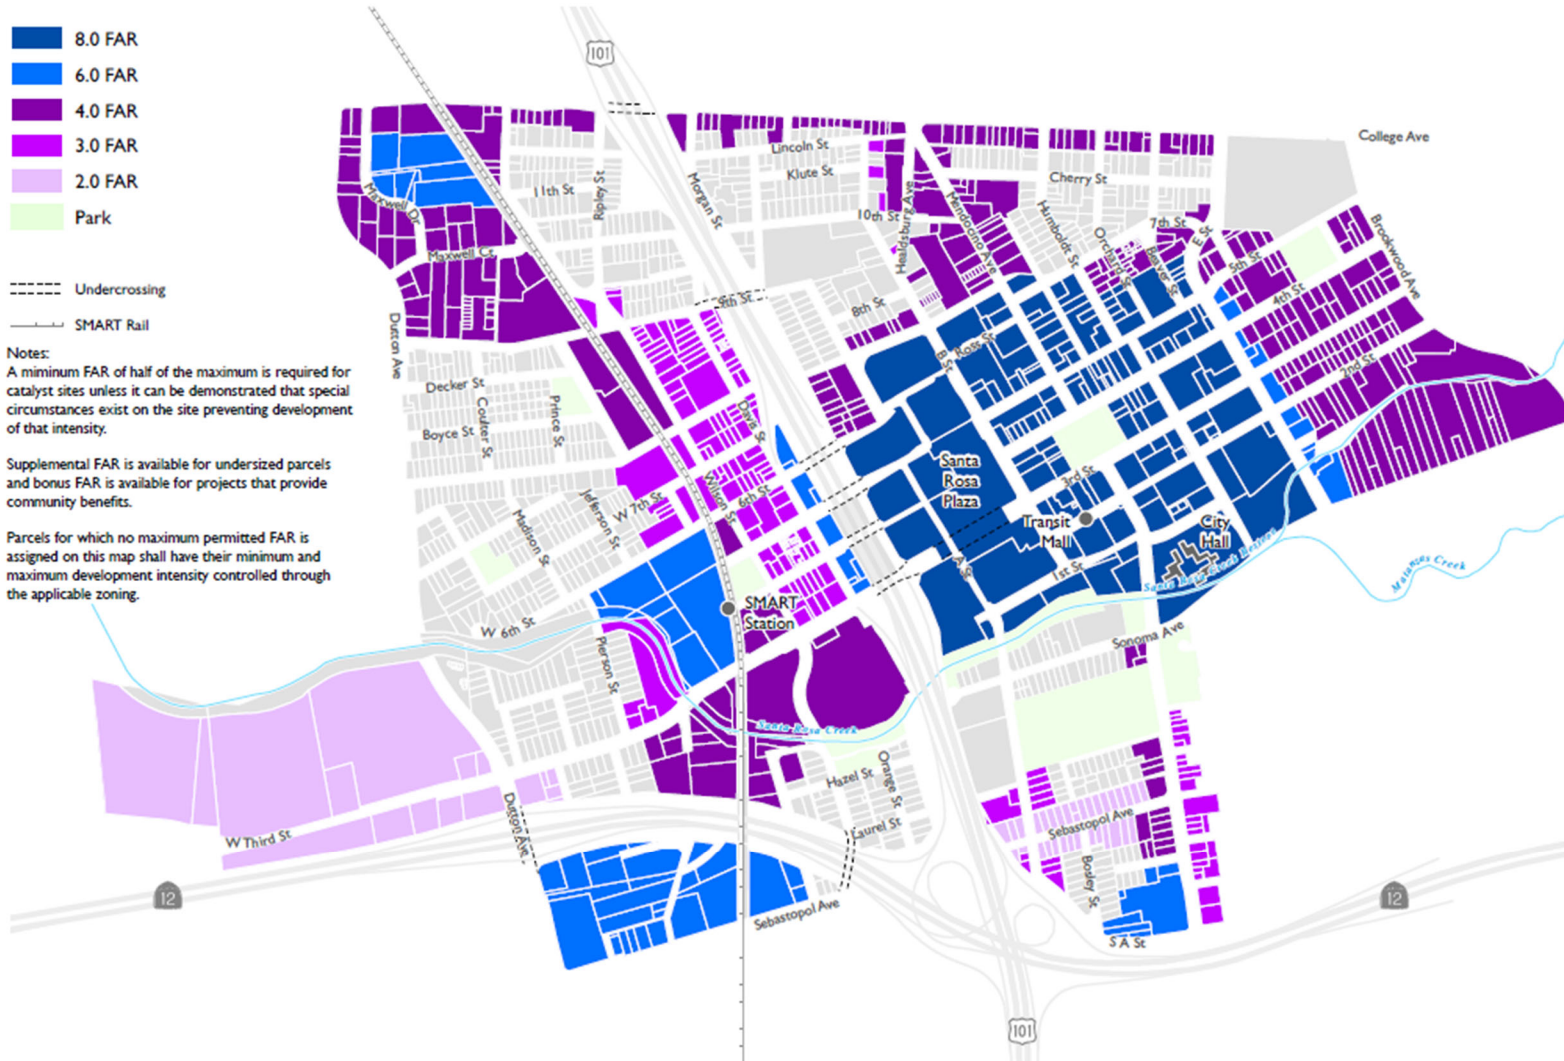 8.0 FAR
6.0 FAR
4.0 FAR
3.0 FAR
2.0 FAR
Park
Undercrossing
SMART Rail
Notes:
A miminum FAR of half of the maximum is required for
catalyst sites unless it can be demonstrated that special
circumstances exist on the site preventing development
of that intensity.
Supplemental FAR is available for undersized parcels
and bonus FAR is available for projects that provide
community benefits.
Parcels for which no maximum permitted FAR is
assigned on this map shall have their minimum and
maximum development intensity controlled through
the applicable zoning.
101
College Ave
Lincoln St
Klute St
Cherry St
11th St
Ripley St
Morgan St
Maxwell Dr
10th St
Healdsburg Ave
Mendocino Ave
Humboldt St
Orchard St
7th St
Beaver St
E St
Brookwood Ave
Maxwell Ct
5th St
4th St
9th St
8th St
Dutton Ave
B St
Ross St
2nd St
Decker St
Coulter St
Prince St
Boyce St
Davis St
Santa
Rosa
Plaza
3rd St
Wilson St
6th St
W 7th St
Jefferson St
Madison St
Transit
Mall
City
Hall
A St
1st St
Santa Rosa Creek
Matanzas Creek
SMART
Station
W 6th St
Pierson St
Sonoma Ave
Santa Rosa Creek
Hazel St
Orange St
Laurel St
W Third St
Dutton Ave
Sebastopol Ave
Boyley St
12
Sebastopol Ave
12
S A St
101